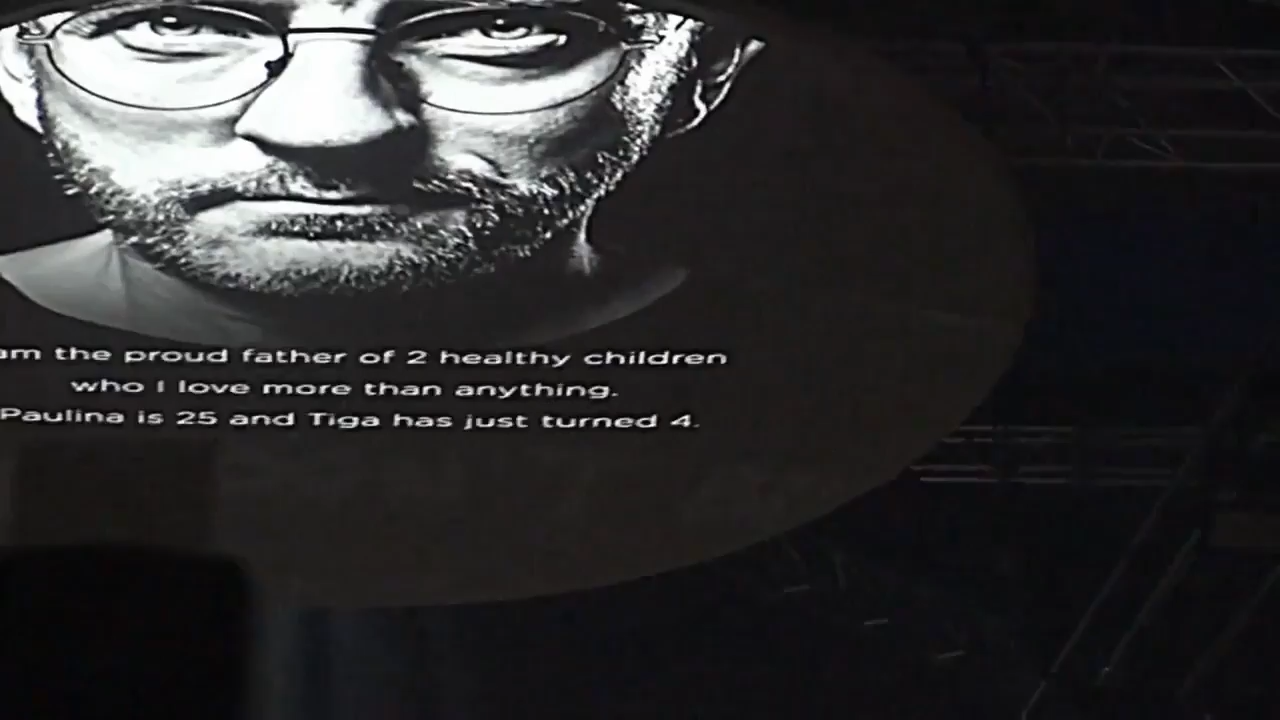 am the proud father of 2 healthy children
who I love more than anything.
Paulina is 25 and Tiga has just turned 4.